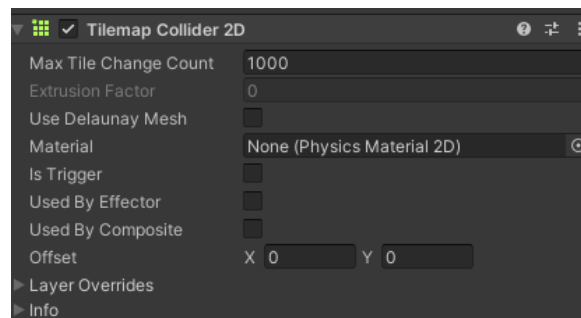 Tilemap Collider 2D
Max Tile Change Count 1000
Extrusion Factor 0
Use Delaunay Mesh
Material None (Physics Material 2D)
Is Trigger
Used By Effector
Used By Composite
Offset X 0 Y 0
Layer Overrides
Info